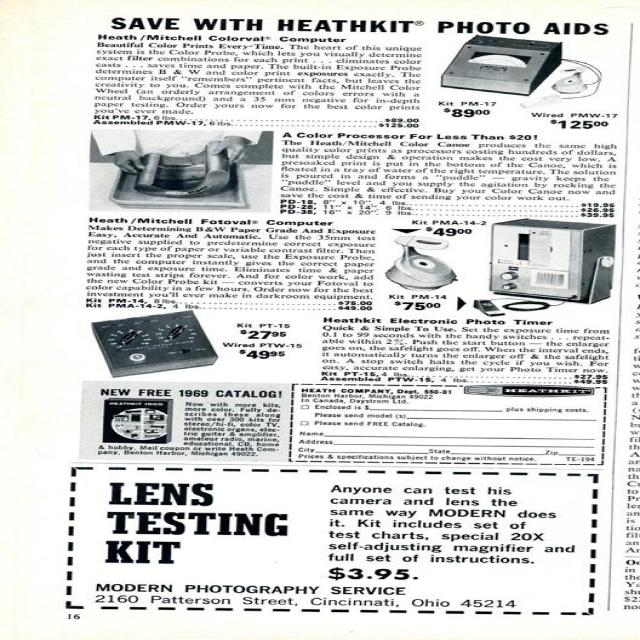 SAVE WITH HEATHKIT® PHOTO AIDS
Heath/Mitchell Colorval® Computer
Beautiful Color Prints Every-Time. The heart of this unique
system is the Color Probe, which lets you visually determine
exact filter combinations for each print . . . eliminates color
casts . . . saves time and paper. The built-in Exposure Probe
determines B & W and color print exposures exactly. The
computer itself "remembers" pertinent facts, but leaves the
creativity to you. Comes complete with the Mitchell Color
Wheel (an orderly arrangement of colors errors with a
neutral background) and a 35 mm negative for in-depth
paper testing. Order yours now for the best color prints
you've ever made.
Kit PM-17, 6 lbs. $89.00
Assembled PMW-17, 6 lbs. $125.00
Kit PM-17
$89.00
Wired PMW-17
$125.00
A Color Processor For Less Than $20!
The Heath/Mitchell Color Canoe produces the same high
quality color prints as processors costing hundreds of dollars,
but simple design & operation makes the cost very low. A
presoaked print is put in the bottom of the Canoe, which is
floated in a tray of water of the right temperature. The solution
is poured in and forms a "puddle" — gravity keeps the
"puddle" level and you supply the agitation by rocking the
Canoe. Simple & effective. Buy your Color Canoe now and
save the cost & time of sending your color work out.
PD-18, 8" x 10", 4 lbs. $19.95
PD-28, 11" x 14", 6 lbs.
PD-38, 16" x 20", 9 lbs. $39.95
Heath/Mitchell Fotoval® Computer
Makes Determining B&W Paper Grade And Exposure
Easy, Accurate And Automatic. Use the 35mm test
negative supplied to predetermine correct exposure
for each type of paper or variable contrast filter. Then
just insert the proper scale, use the Exposure Probe,
and the computer instantly gives the correct paper
grade and exposure time. Eliminates time & paper
wasting test strips forever. And for color work, add
the new Color Probe kit — converts your Fotoval to
color complexity in a few hours. Order now for the best
investment you'll ever make in darkroom equipment.
Kit PM-14, 8 lbs. $75.00
Kit PMA-14-2, 4 lbs. $49.00
Kit PMA-14-2
$49.00
Kit PM-14
$75.00
Kit PT-15
$27.95
Wired PTW-15
$49.95
Heathkit Electronic Photo Timer
Quick & Simple To Use. Set the exposure time from
0.1 to 99 seconds with the handy switches . . . repeat-
able within 2%. Push the start button — the enlarger
goes on, the safelight goes off. When the interval ends,
it automatically turns the enlarger off & the safelight
on. A stop switch halts the cycle if you wish. For
easy, accurate enlarging, get your Photo Timer now.
Kit PT-15, 4 lbs. $27.95
Assembled PTW-15, 4 lbs. $49.95
NEW FREE 1969 CATALOG!
Now with more kits,
more color. Fully de-
scribes these along
with over 300 kits for
stereo/hi-fi, color TV,
electronic organs, elec-
tric guitar & amplifier,
amateur radio, marine,
educational, CB, home
& hobby. Mail coupon or write Heath Com-
pany, Benton Harbor, Michigan 49022.
HEATH COMPANY, Dept. 550-81
Benton Harbor, Michigan 49022
In Canada, Daystrom Ltd.
HEATHKIT
Enclosed is $ plus shipping costs.
Please send model(s)
Please send FREE Catalog.
Name
Address
City State Zip
Prices & specifications subject to change without notice. TE-194
LENS
TESTING
KIT
Anyone can test his
camera and lens the
same way MODERN does
it. Kit includes set of
test charts, special 20X
self-adjusting magnifier and
full set of instructions.
$3.95.
MODERN PHOTOGRAPHY SERVICE
2160 Patterson Street, Cincinnati, Ohio 45214
16